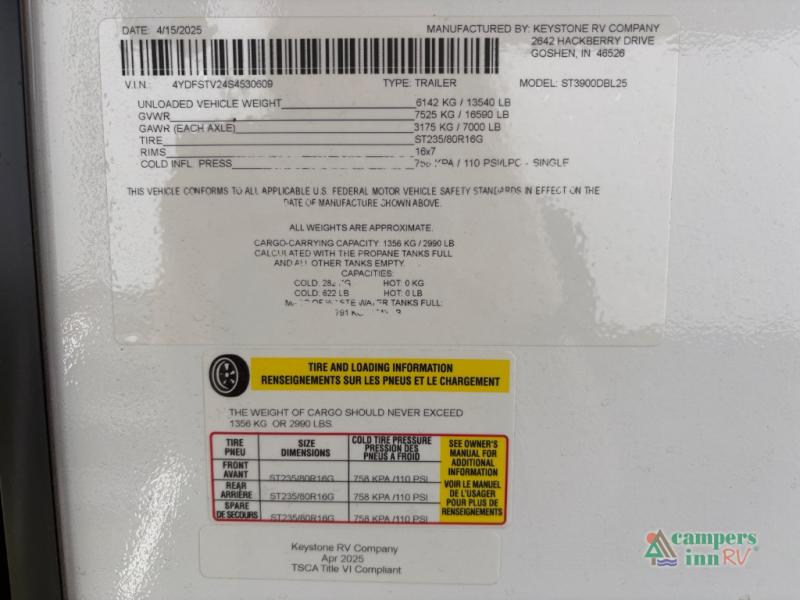 DATE: 4/15/2025
MANUFACTURED BY: KEYSTONE RV COMPANY
2642 HACKBERRY DRIVE
GOSHEN, IN 46526
V.I.N.: 4YDFSTV24S4530609 TYPE: TRAILER MODEL: ST3900DBL25
UNLOADED VEHICLE WEIGHT 6142 KG / 13540 LB
GVWR 7525 KG / 16590 LB
GAWR (EACH AXLE) 3175 KG / 7000 LB
TIRE ST235/80R16G
RIMS 16x7
COLD INFL. PRESS 758 KPA / 110 PSI/LPC - SINGLE
THIS VEHICLE CONFORMS TO ALL APPLICABLE U.S. FEDERAL MOTOR VEHICLE SAFETY STANDARDS IN EFFECT ON THE
DATE OF MANUFACTURE SHOWN ABOVE.
ALL WEIGHTS ARE APPROXIMATE.
CARGO-CARRYING CAPACITY 1356 KG / 2990 LB
CALCULATED WITH THE PROPANE TANKS FULL
AND ALL OTHER TANKS EMPTY.
CAPACITIES:
COLD: 282 KG HOT: 0 KG
COLD: 622 LB HOT: 0 LB
OF WASTE WATER TANKS FULL:
TIRE AND LOADING INFORMATION
RENSEIGNEMENTS SUR LES PNEUS ET LE CHARGEMENT
THE WEIGHT OF CARGO SHOULD NEVER EXCEED
1356 KG OR 2990 LBS.
TIRE
PNEU
SIZE
DIMENSIONS
COLD TIRE PRESSURE
PRESSION DES
PNEUS A FROID
FRONT
AVANT
ST235/80R16G
758 KPA /110 PSI
REAR
ARRIÈRE
ST235/80R16G
758 KPA /110 PSI
SPARE
DE SECOURS
ST235/80R16G
758 KPA /110 PSI
SEE OWNER'S
MANUAL FOR
ADDITIONAL
INFORMATION
VOIR LE MANUEL
DE L'USAGER
POUR PLUS DE
RENSEIGNEMENTS
Keystone RV Company
Apr 2025
TSCA Title VI Compliant
campers
inn RV